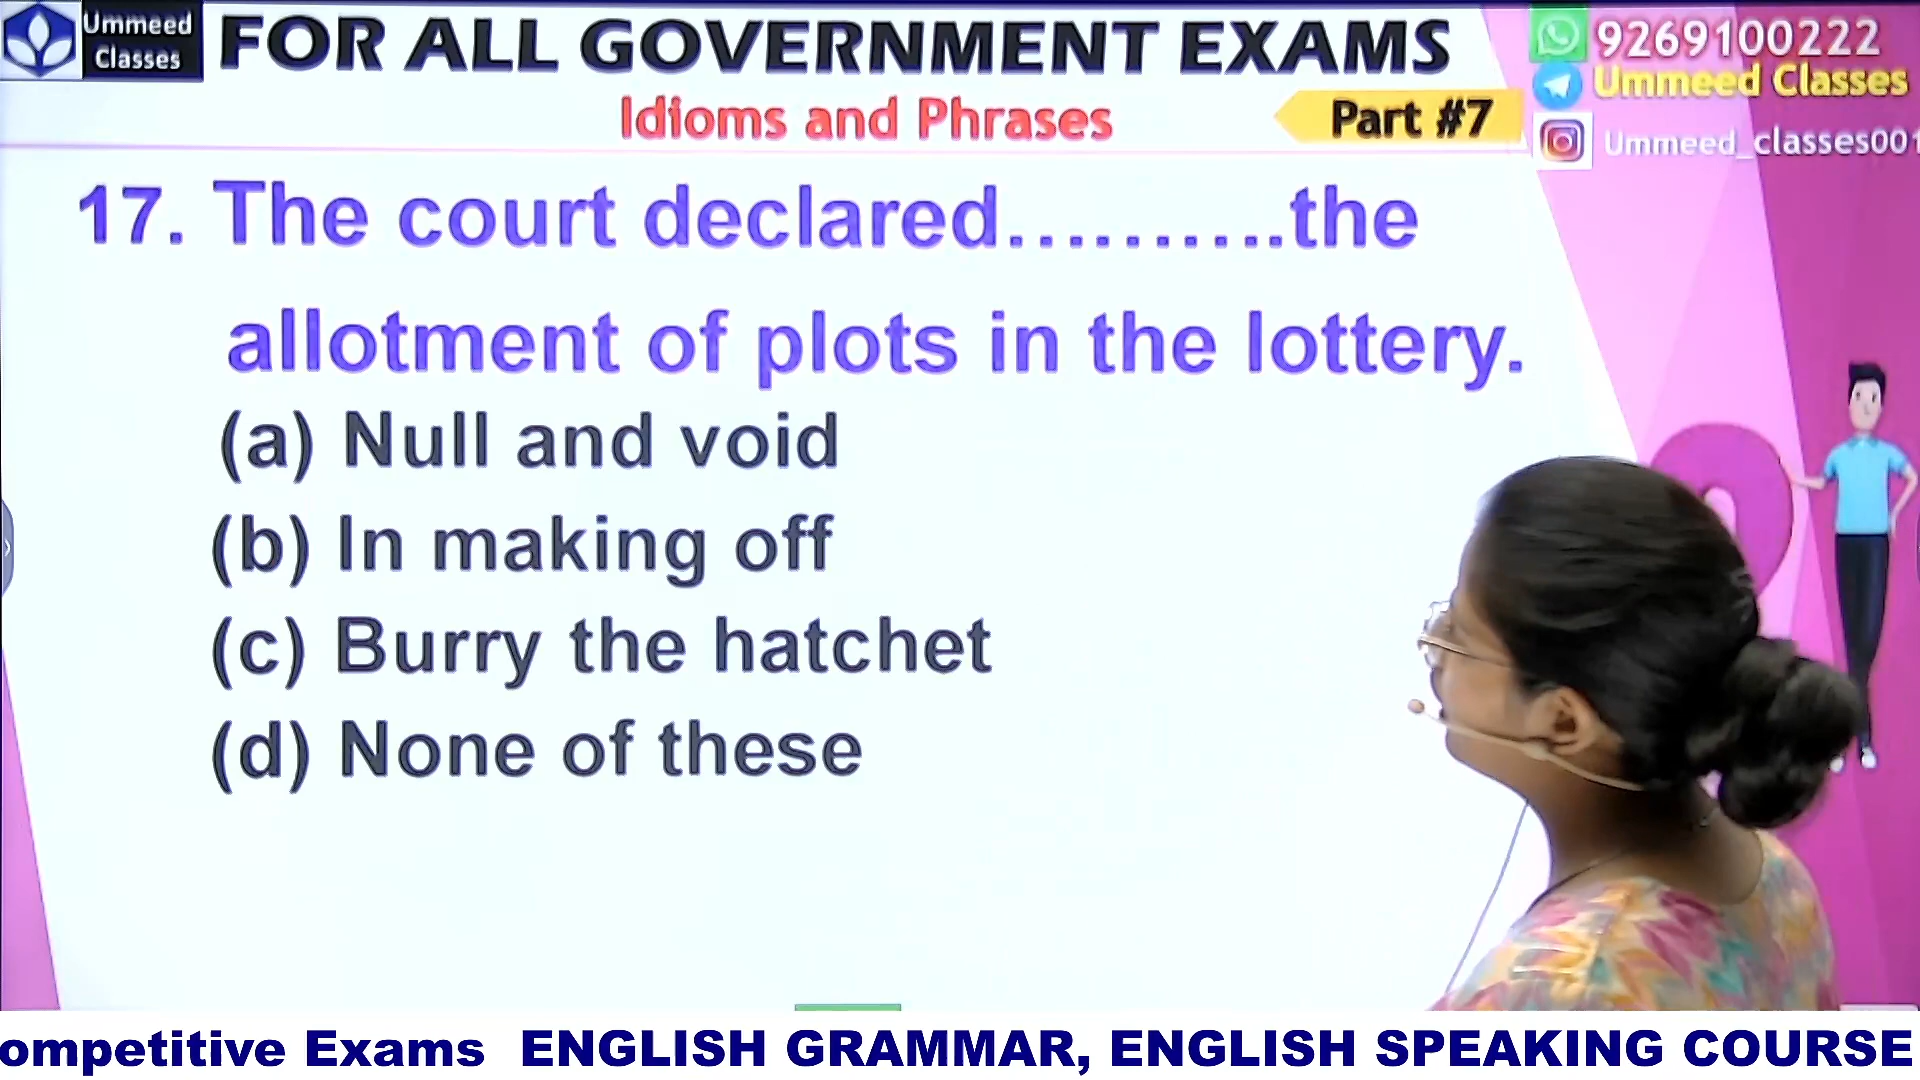 Ummeed
Classes
FOR ALL GOVERNMENT EXAMS
Idioms and Phrases
Part #7
9269100222
Ummeed Classes
Ummeed_classes001
17. The court declared……….the
allotment of plots in the lottery.
(a) Null and void
(b) In making off
(c) Burry the hatchet
(d) None of these
ompetitive Exams ENGLISH GRAMMAR, ENGLISH SPEAKING COURSE